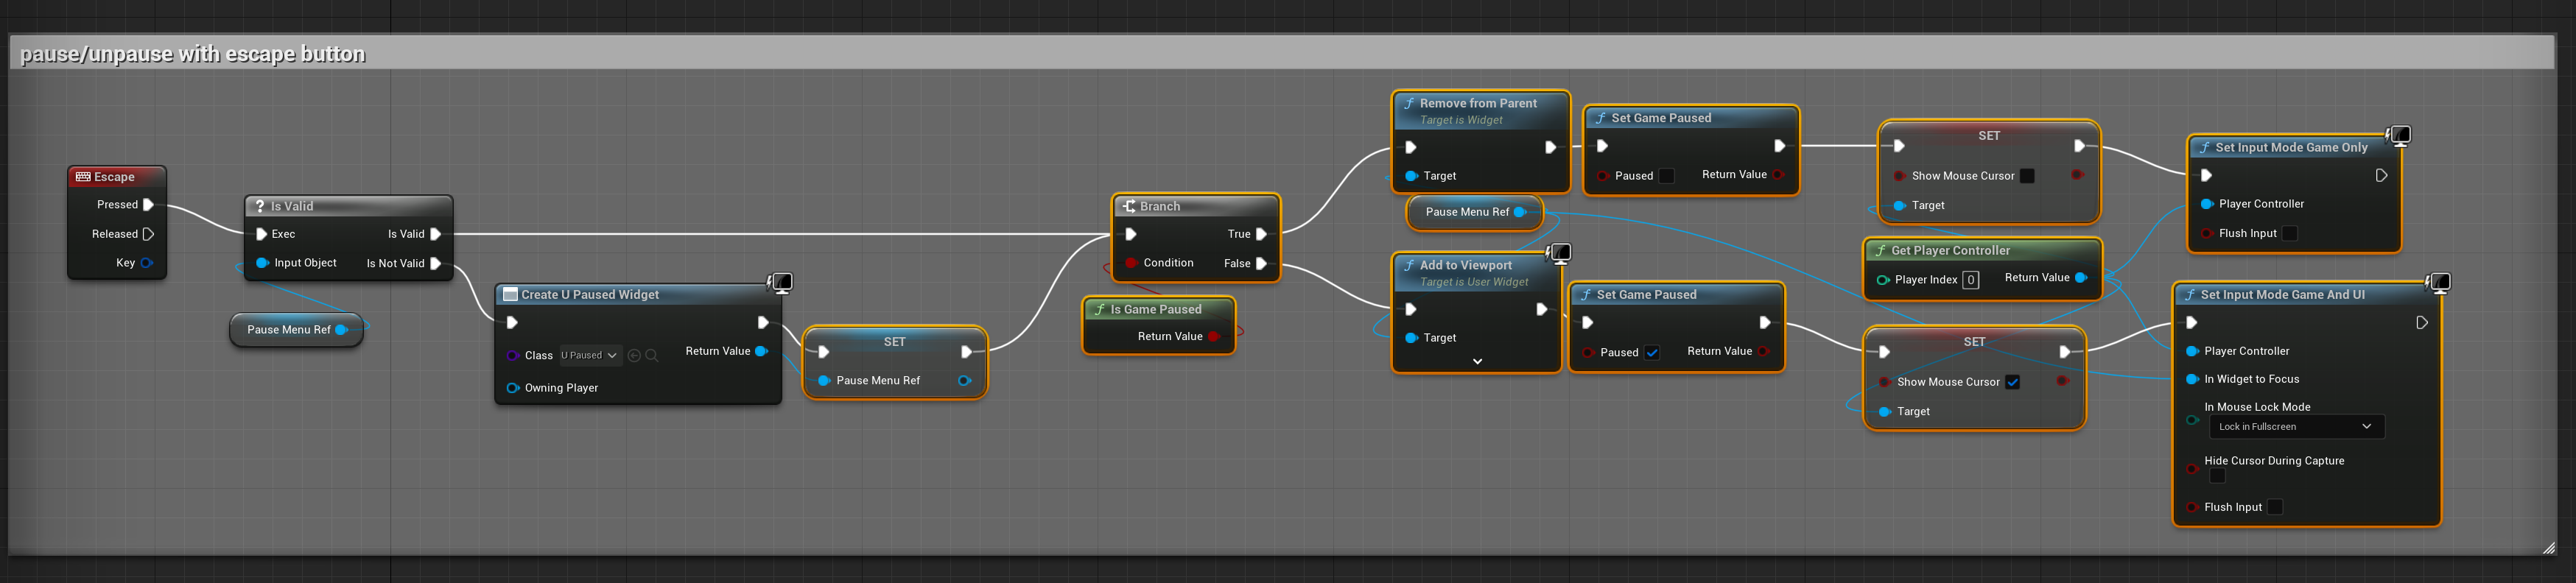 pause/unpause with escape button
Escape
Pressed
Released
Key
? Is Valid
Exec
Is Valid
Input Object
Is Not Valid
Pause Menu Ref
Create U Paused Widget
Class
U Paused
Return Value
Owning Player
SET
Pause Menu Ref
Branch
True
Condition
False
f Is Game Paused
Return Value
f Remove from Parent
Target is Widget
Target
Pause Menu Ref
f Set Game Paused
Paused
Return Value
SET
Show Mouse Cursor
Target
f Set Input Mode Game Only
Player Controller
Flush Input
f Add to Viewport
Target is User Widget
Target
f Set Game Paused
Paused
Return Value
f Get Player Controller
Player Index 0
Return Value
SET
Show Mouse Cursor
Target
f Set Input Mode Game And UI
Player Controller
In Widget to Focus
In Mouse Lock Mode
Lock in Fullscreen
Hide Cursor During Capture
Flush Input